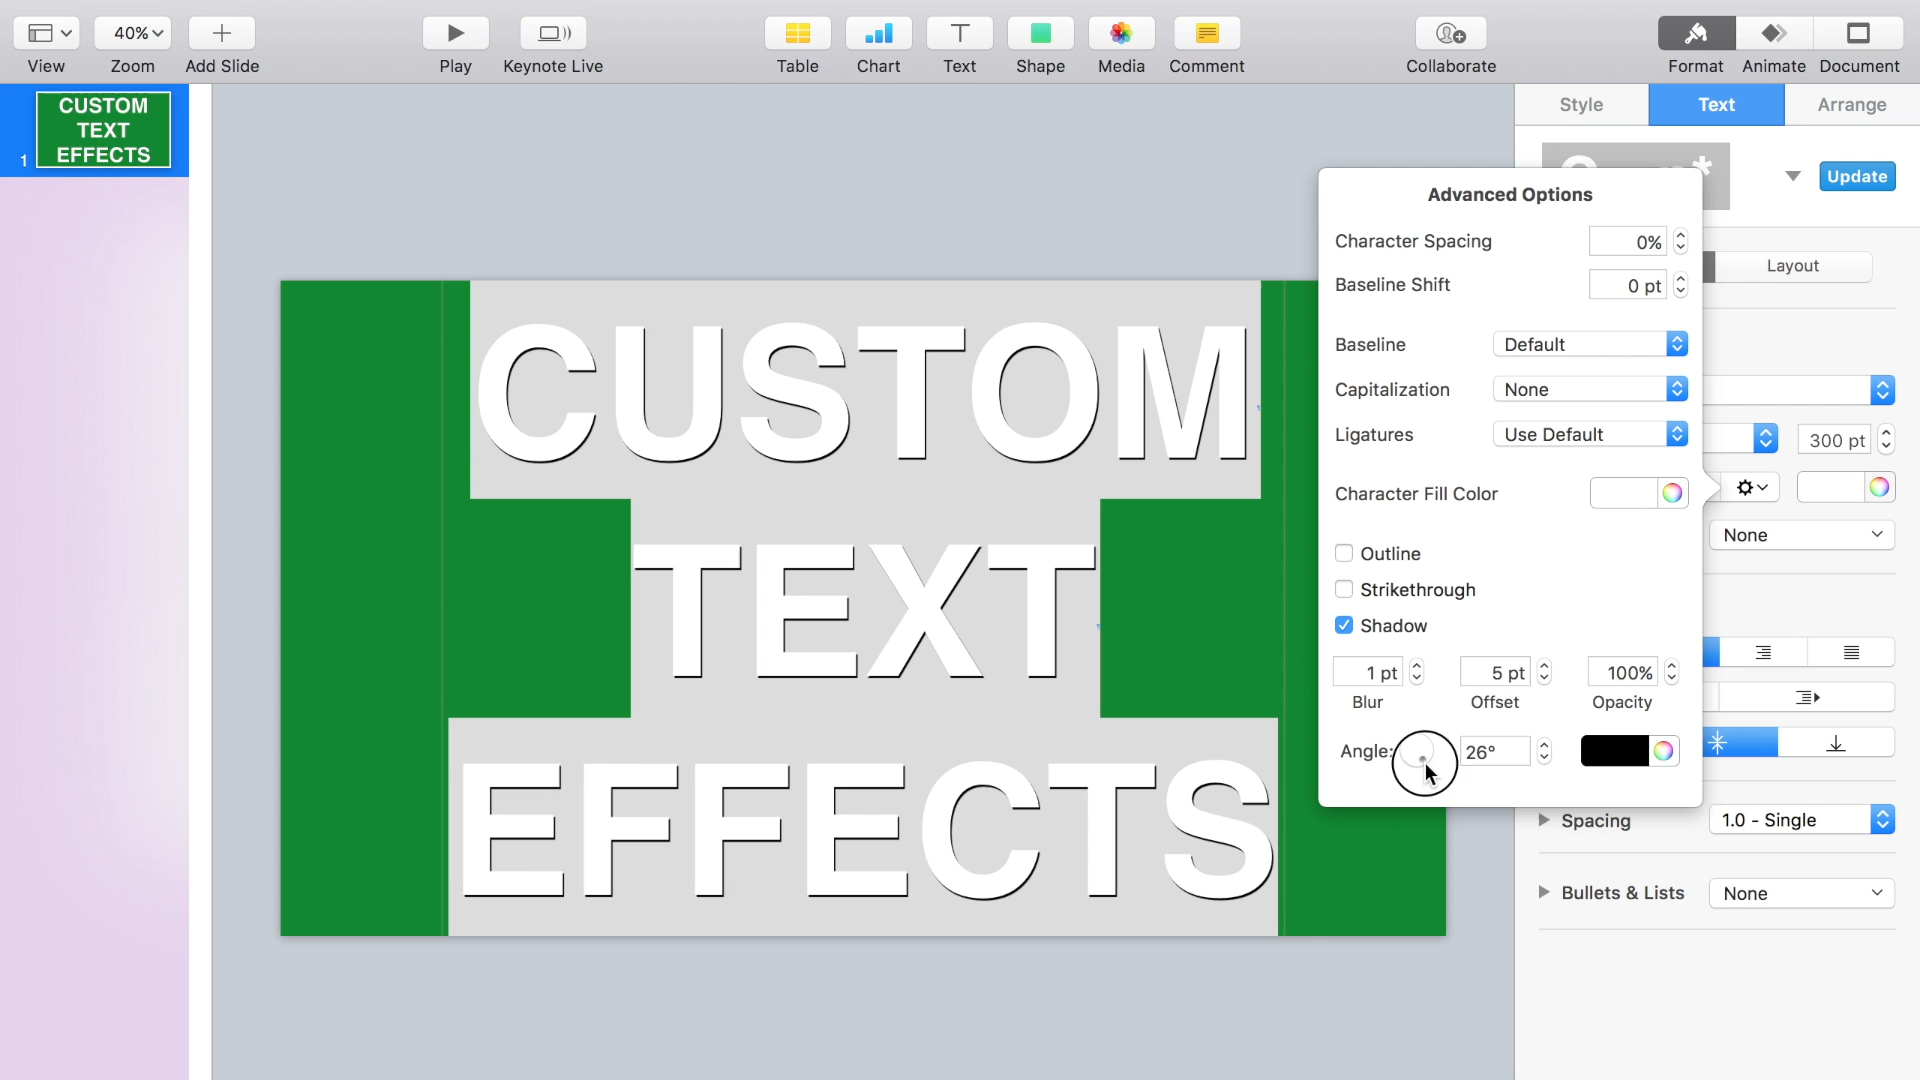 40%
View
Zoom
Add Slide
Play
Keynote Live
Table
Chart
Text
Shape
Media
Comment
Collaborate
Format
Animate
Document
1
CUSTOM
TEXT
EFFECTS
CUSTOM
TEXT
EFFECTS
Style
Text
Arrange
Update
Layout
300 pt
None
Spacing
1.0 - Single
Bullets & Lists
None
Advanced Options
Character Spacing
0%
Baseline Shift
0 pt
Baseline
Default
Capitalization
None
Ligatures
Use Default
Character Fill Color
Outline
Strikethrough
Shadow
1 pt
5 pt
100%
Blur
Offset
Opacity
Angle:
26°